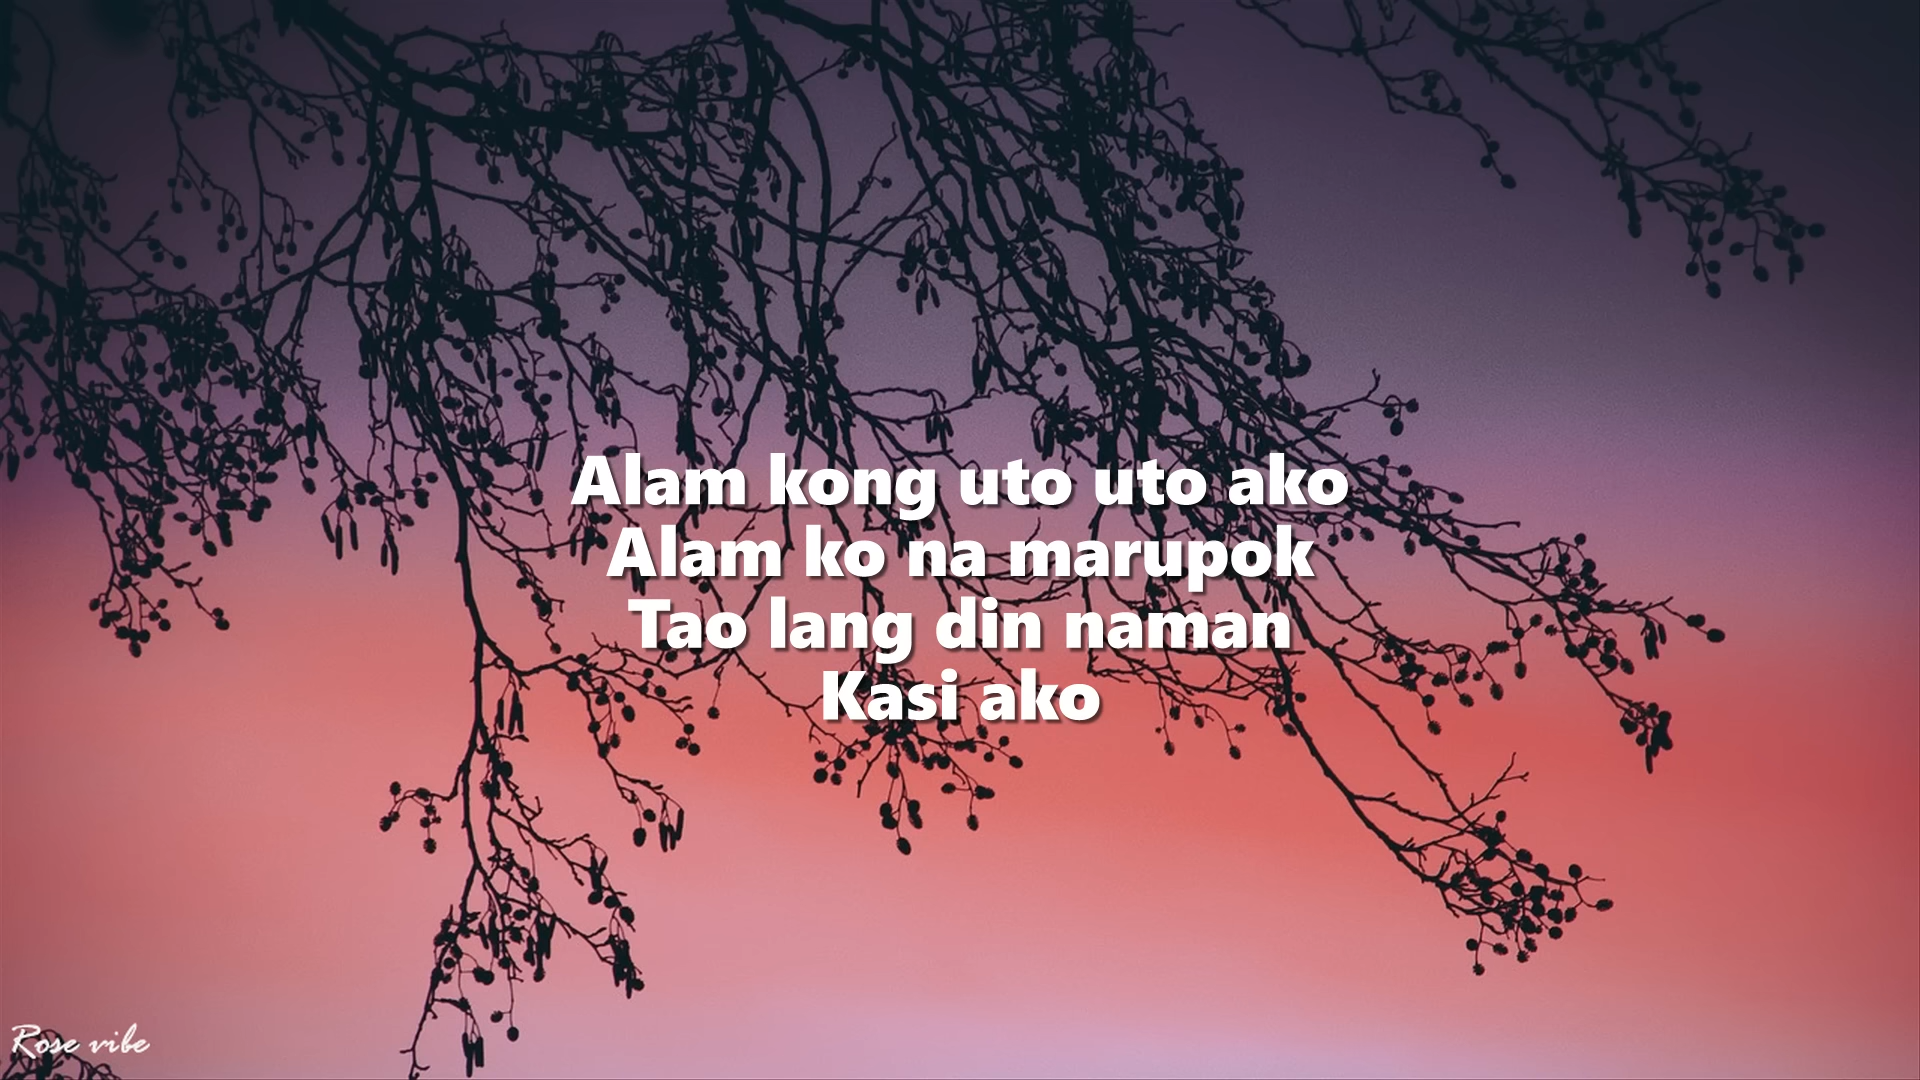 Alam kong uto uto ako
Alam ko na marupok
Tao lang din naman
Kasi ako
Rose vibe